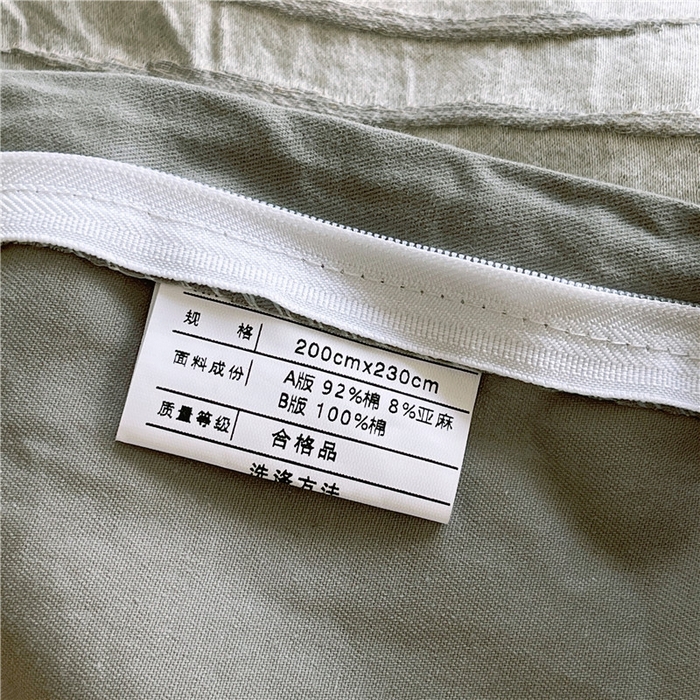 规 格 200cmx230cm
面料成份 A版 92%棉 8%亚麻
B版 100%棉
质量等级 合格品
洗涤方法